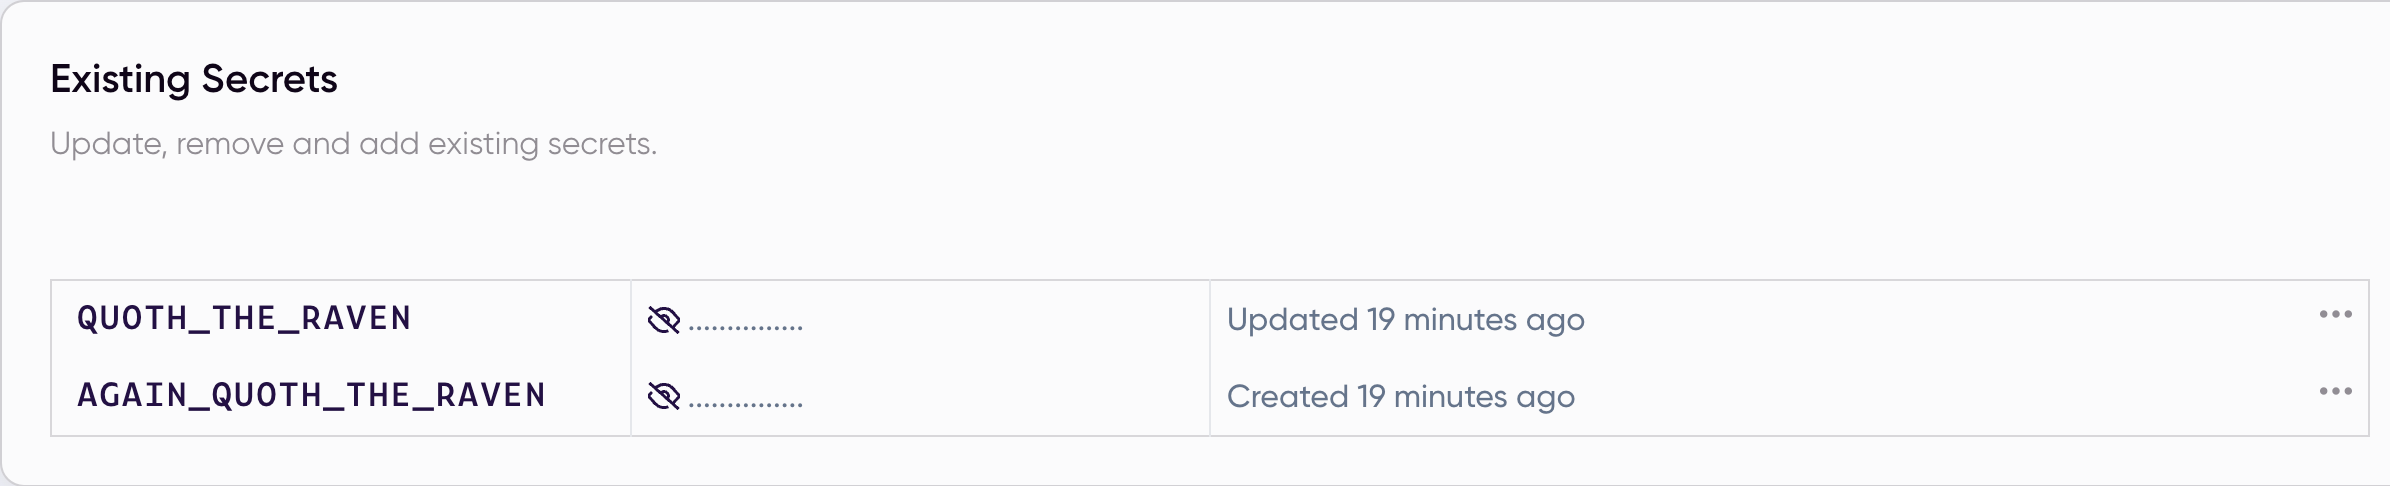 Existing Secrets
Update, remove and add existing secrets.
QUOTH_THE_RAVEN ............... Updated 19 minutes ago
AGAIN_QUOTH_THE_RAVEN ............... Created 19 minutes ago